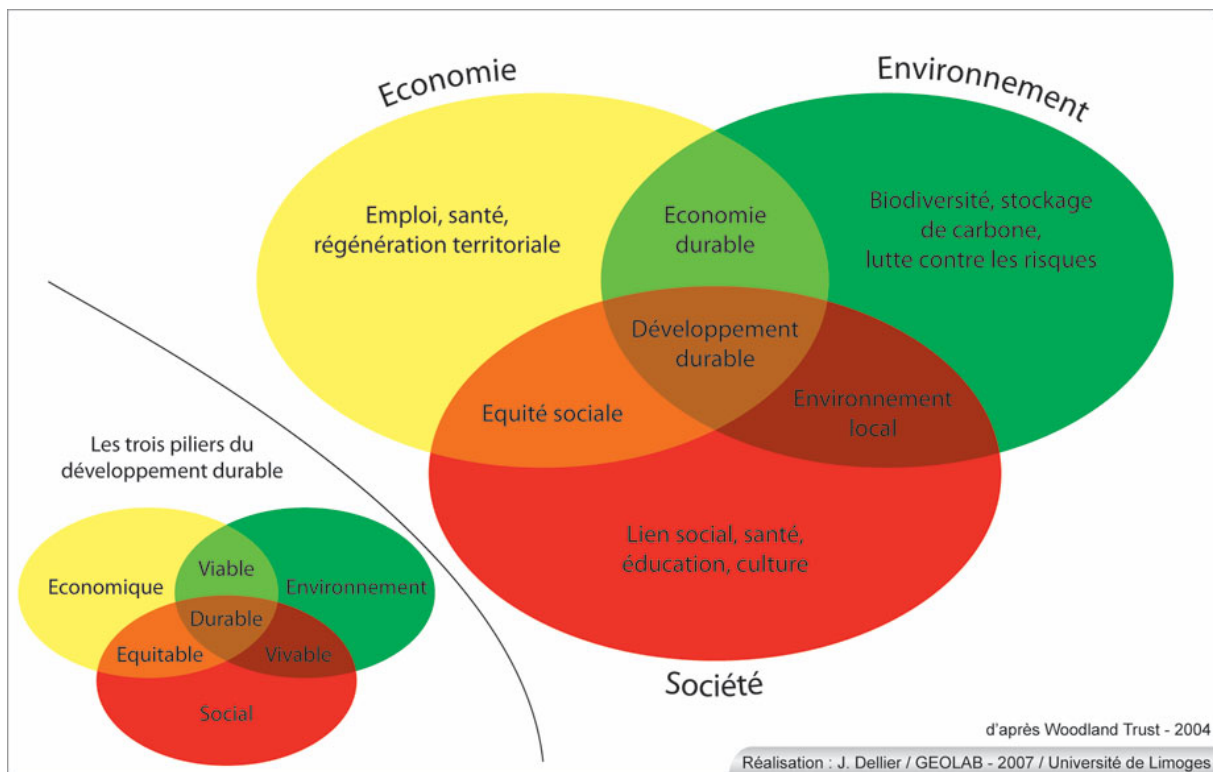 Economie
Environnement
Emploi, santé,
régénération territoriale
Economie
durable
Biodiversité, stockage
de carbone,
lutte contre les risques
Développement
durable
Equité sociale
Environnement
local
Lien social, santé,
éducation, culture
Société
Les trois piliers du
développement durable
Economique
Viable
Environnement
Durable
Equitable
Vivable
Social
d'après Woodland Trust - 2004
Réalisation : J. Dellier / GEOLAB - 2007 / Université de Limoges